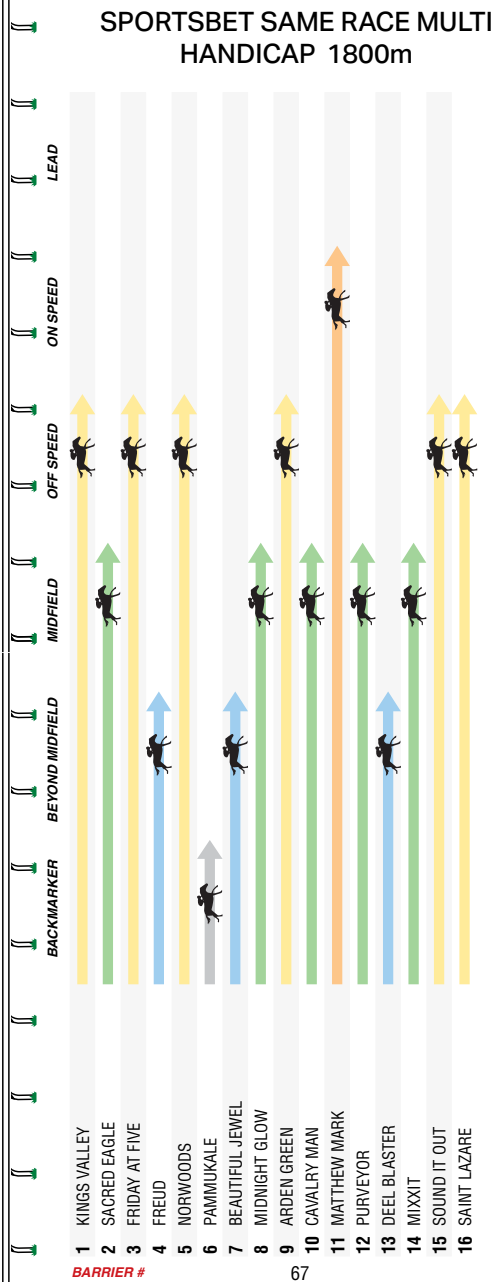 SPORTSBET SAME RACE MULTI
HANDICAP 1800m
LEAD
ON SPEED
OFF SPEED
MIDFIELD
BEYOND MIDFIELD
BACKMARKER
1 KINGS VALLEY
2 SACRED EAGLE
3 FRIDAY AT FIVE
4 FREUD
5 NORWOODS
6 PAMMUKALE
7 BEAUTIFUL JEWEL
8 MIDNIGHT GLOW
9 ARDEN GREEN
10 CAVALRY MAN
11 MATTHEW MARK
12 PURVEYOR
13 DEEL BLASTER
14 MIXXIT
15 SOUND IT OUT
16 SAINT LAZARE
BARRIER #
67